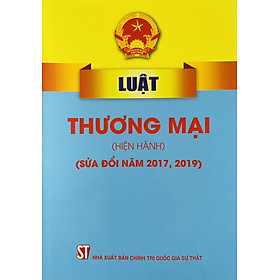 LUẬT
THƯƠNG MẠI
(HIỆN HÀNH)
(SỬA ĐỔI NĂM 2017, 2019)
ST NHÀ XUẤT BẢN CHÍNH TRỊ QUỐC GIA SỰ THẬT